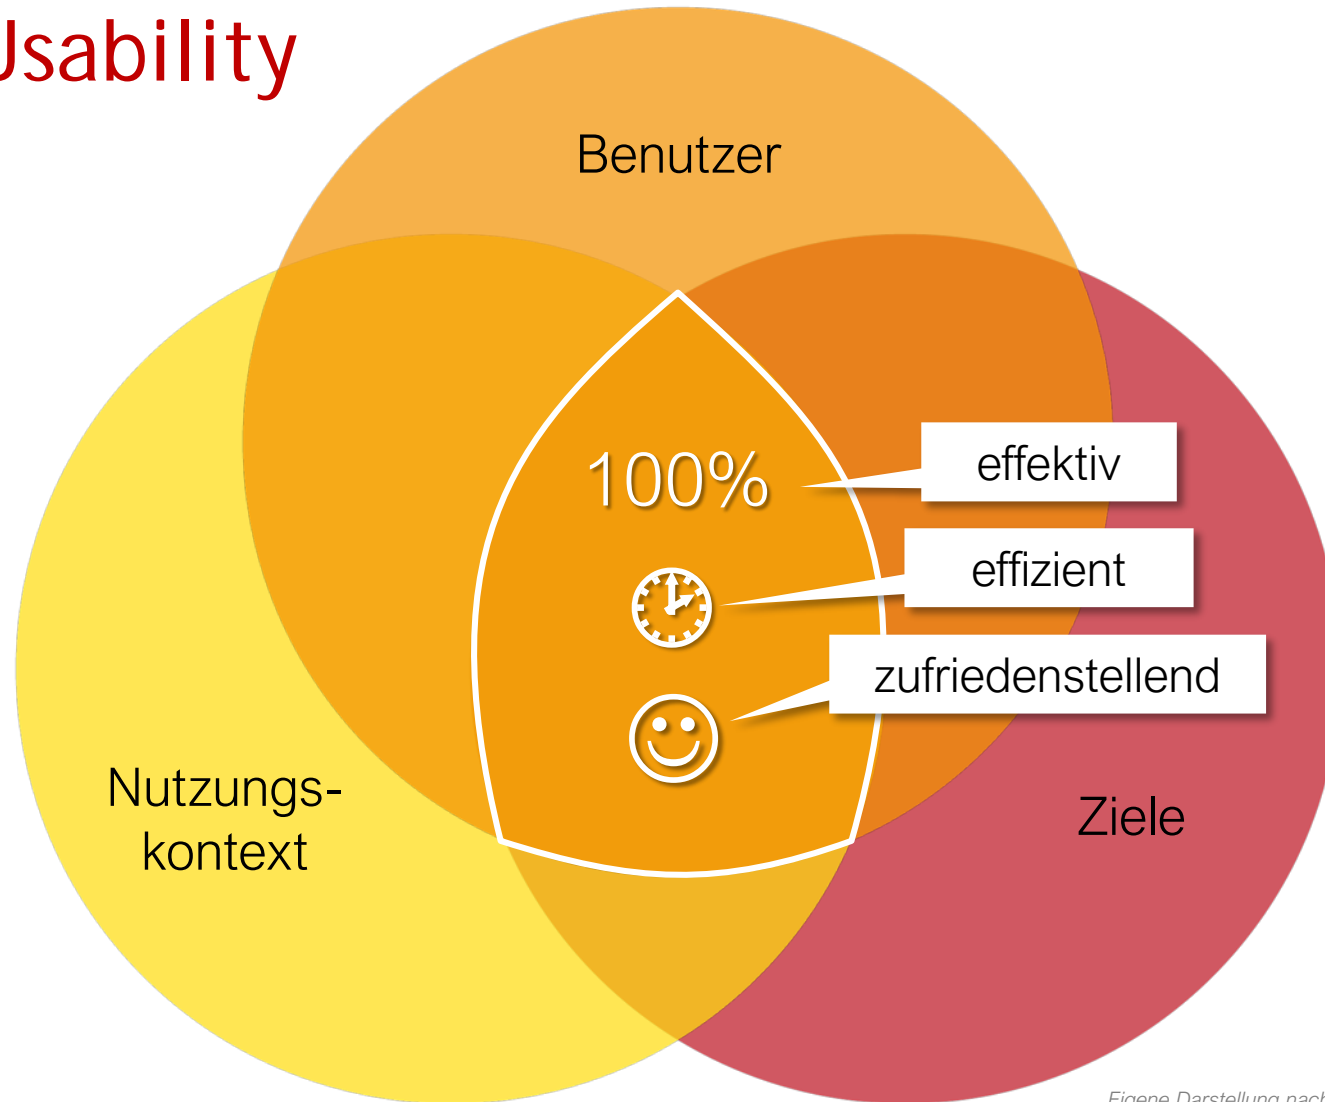 Usability
Benutzer
100%
effektiv
effizient
zufriedenstellend
Nutzungs-
kontext
Ziele
Eigene Darstellung nach